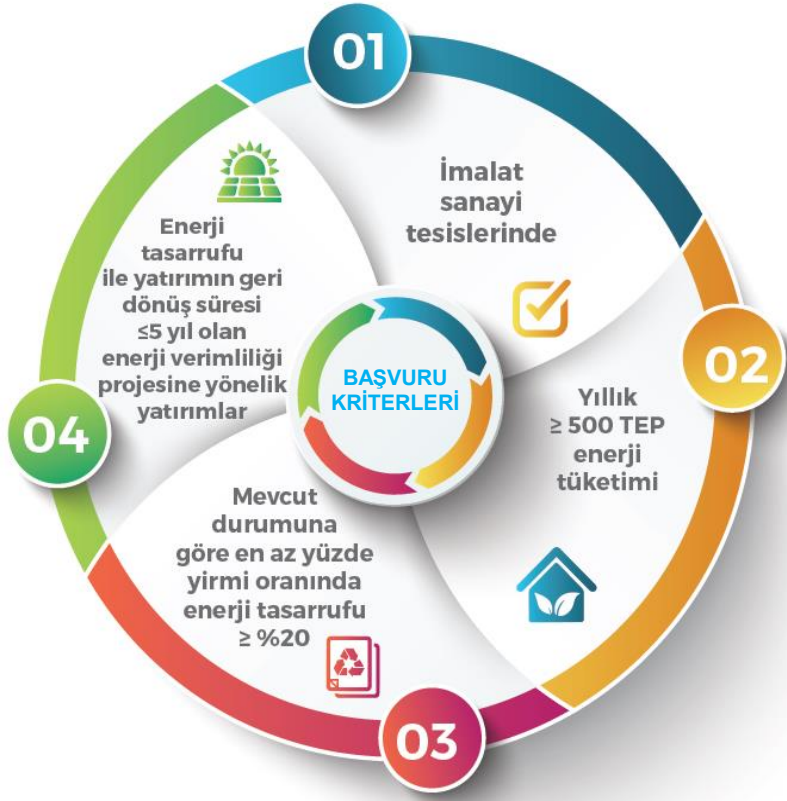 01
İmalat
sanayi
tesislerinde
02
Yıllık
≥ 500 TEP
enerji
tüketimi
03
Mevcut
durumuna
göre en az yüzde
yirmi oranında
enerji tasarrufu
≥ %20
04
Enerji
tasarrufu
ile yatırımın geri
dönüş süresi
≤5 yıl olan
enerji verimliliği
projesine yönelik
yatırımlar
BAŞVURU
KRİTERLERİ